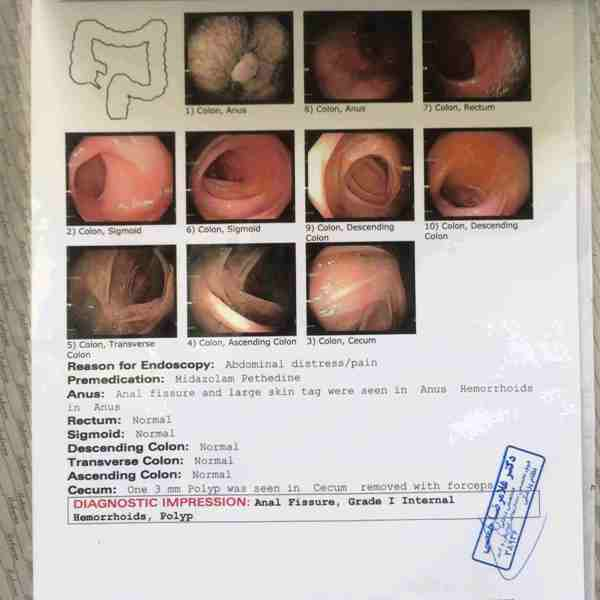 1) Colon, Anus
8) Colon, Anus
7) Colon, Rectum
2) Colon, Sigmoid
6) Colon, Sigmoid
9) Colon, Descending
Colon
10) Colon, Descending
Colon
5) Colon, Transverse
Colon
4) Colon, Ascending Colon
3) Colon, Cecum
Reason for Endoscopy: Abdominal distress/pain
Premedication: Midazolam Pethedine
Anus: Anal fissure and large skin tag were seen in Anus Hemorrhoids
in Anus
Rectum: Normal
Sigmoid: Normal
Descending Colon: Normal
Transverse Colon: Normal
Ascending Colon: Normal
Cecum: One 3 mm Polyp was seen in Cecum removed with forceps
DIAGNOSTIC IMPRESSION: Anal Fissure, Grade I Internal
Hemorrhoids, Polyp